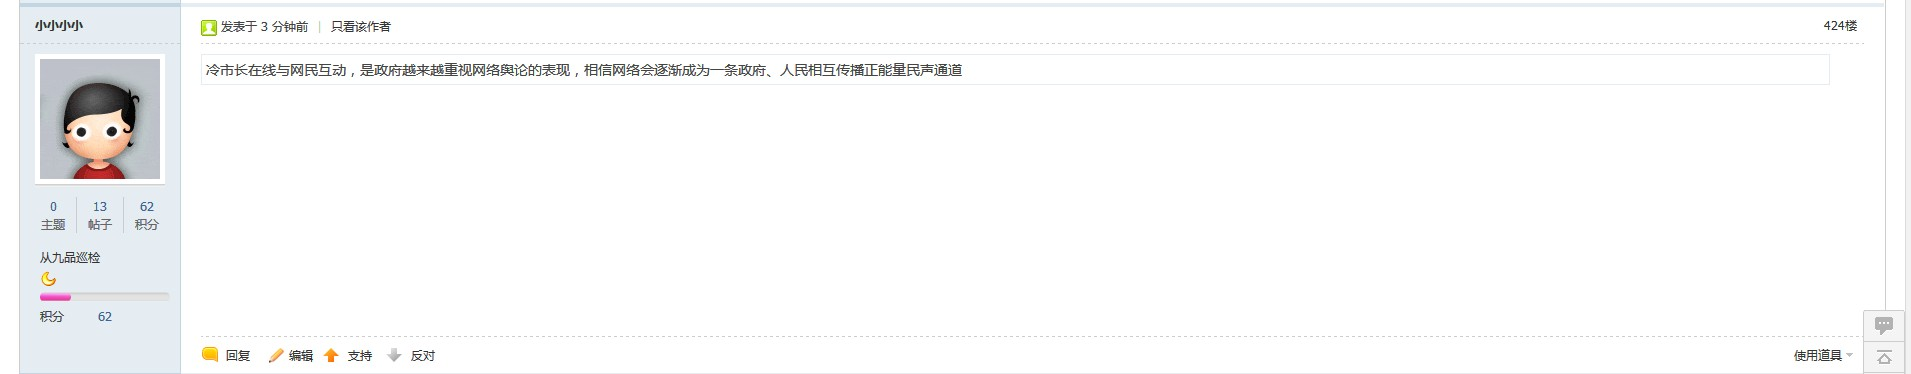 小小小小
发表于 3 分钟前 | 只看该作者
424楼
冷市长在线与网民互动，是政府越来越重视网络舆论的表现，相信网络会逐渐成为一条政府、人民相互传播正能量民声通道
0 13 62
主题 帖子 积分
从九品巡检
积分 62
回复 编辑 支持 反对
使用道具